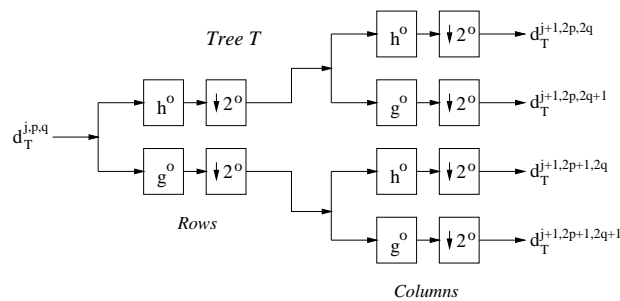 Tree T
h^o ↓2^o d_T^{j+1,2p,2q}
g^o ↓2^o d_T^{j+1,2p,2q+1}
h^o ↓2^o
d_T^{j,p,q}
g^o ↓2^o
h^o ↓2^o d_T^{j+1,2p+1,2q}
Rows
g^o ↓2^o d_T^{j+1,2p+1,2q+1}
Columns